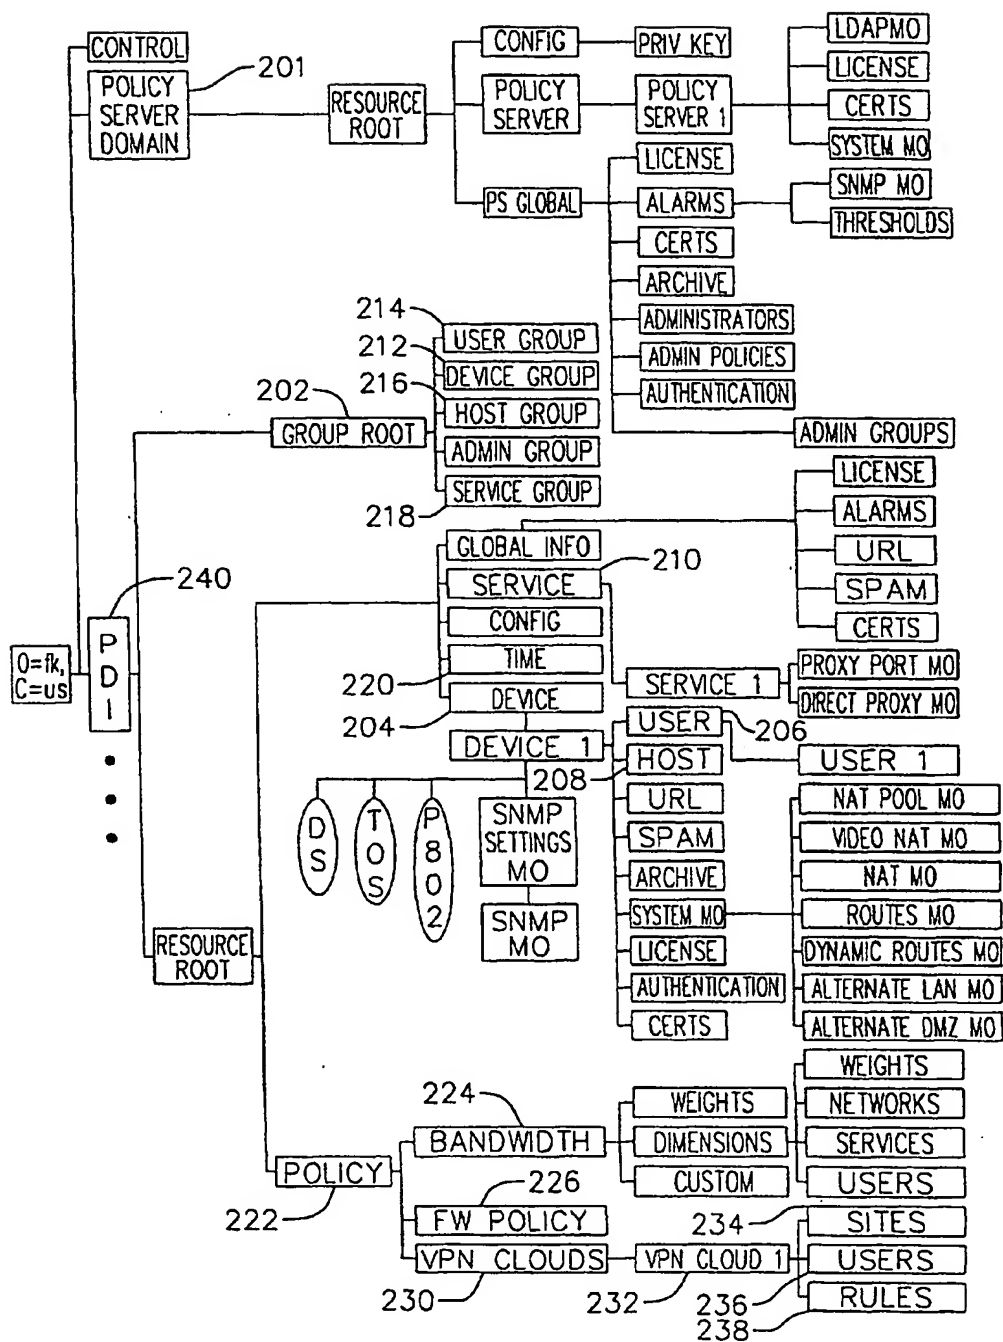 CONTROL
POLICY
SERVER
DOMAIN
201
RESOURCE
ROOT
CONFIG
PRIV KEY
POLICY
SERVER
POLICY
SERVER 1
LDAPMO
LICENSE
CERTS
SYSTEM MO
PS GLOBAL
LICENSE
ALARMS
SNMP MO
THRESHOLDS
CERTS
ARCHIVE
ADMINISTRATORS
ADMIN POLICIES
AUTHENTICATION
ADMIN GROUPS
214
USER GROUP
212
DEVICE GROUP
216
HOST GROUP
202
GROUP ROOT
ADMIN GROUP
SERVICE GROUP
218
GLOBAL INFO
LICENSE
ALARMS
URL
SPAM
CERTS
210
SERVICE
CONFIG
TIME
220
DEVICE
204
SERVICE 1
PROXY PORT MO
DIRECT PROXY MO
240
O=fk,
C=us
P
D
I
DEVICE 1
USER
206
USER 1
HOST
208
URL
SPAM
ARCHIVE
SYSTEM MO
LICENSE
AUTHENTICATION
CERTS
NAT POOL MO
VIDEO NAT MO
NAT MO
ROUTES MO
DYNAMIC ROUTES MO
ALTERNATE LAN MO
ALTERNATE DMZ MO
DS
TOS
P802
SNMP
SETTINGS
MO
SNMP
MO
RESOURCE
ROOT
POLICY
222
224
BANDWIDTH
WEIGHTS
DIMENSIONS
CUSTOM
WEIGHTS
NETWORKS
SERVICES
USERS
226
FW POLICY
VPN CLOUDS
230
VPN CLOUD 1
232
234
SITES
USERS
236
RULES
238